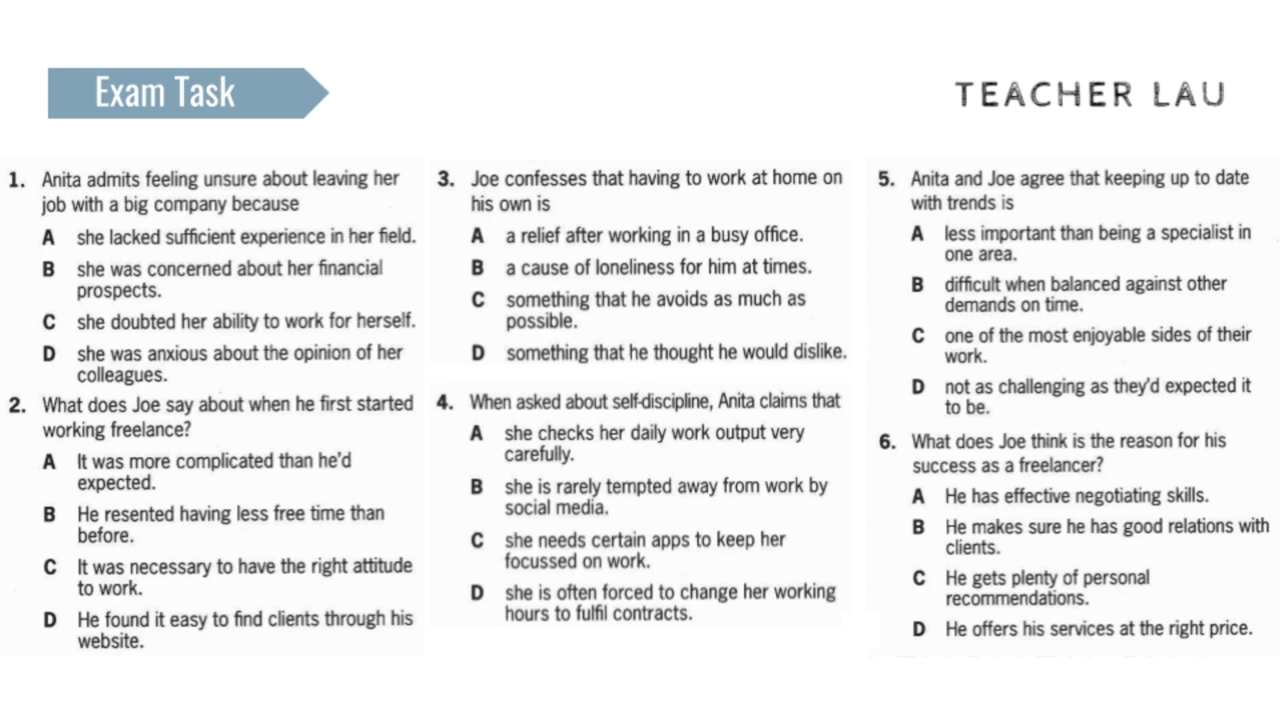 Exam Task
TEACHER LAU
1. Anita admits feeling unsure about leaving her
job with a big company because
A she lacked sufficient experience in her field.
B she was concerned about her financial
prospects.
C she doubted her ability to work for herself.
D she was anxious about the opinion of her
colleagues.
2. What does Joe say about when he first started
working freelance?
A It was more complicated than he'd
expected.
B He resented having less free time than
before.
C It was necessary to have the right attitude
to work.
D He found it easy to find clients through his
website.
3. Joe confesses that having to work at home on
his own is
A a relief after working in a busy office.
B a cause of loneliness for him at times.
C something that he avoids as much as
possible.
D something that he thought he would dislike.
4. When asked about self-discipline, Anita claims that
A she checks her daily work output very
carefully.
B she is rarely tempted away from work by
social media.
C she needs certain apps to keep her
focussed on work.
D she is often forced to change her working
hours to fulfil contracts.
5. Anita and Joe agree that keeping up to date
with trends is
A less important than being a specialist in
one area.
B difficult when balanced against other
demands on time.
C one of the most enjoyable sides of their
work.
D not as challenging as they'd expected it
to be.
6. What does Joe think is the reason for his
success as a freelancer?
A He has effective negotiating skills.
B He makes sure he has good relations with
clients.
C He gets plenty of personal
recommendations.
D He offers his services at the right price.